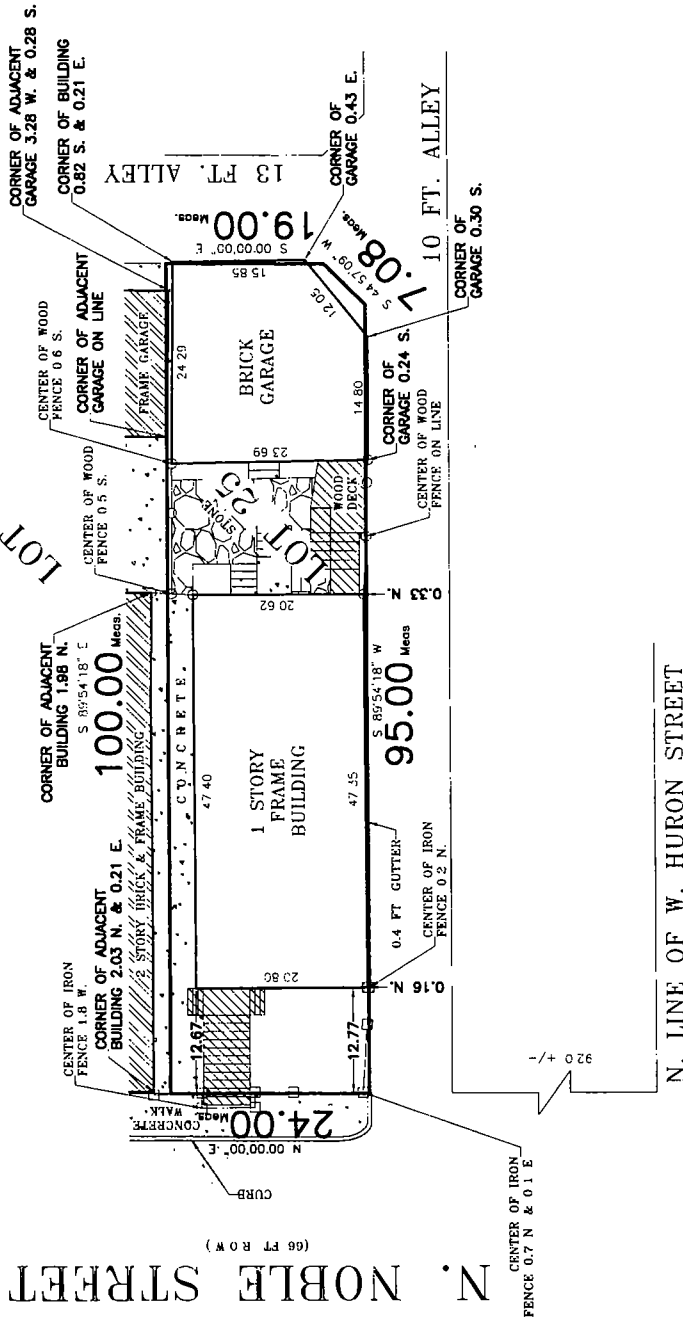 CORNER OF ADJACENT
GARAGE 3.28 W. & 0.28 S.
CORNER OF BUILDING
0.82 S. & 0.21 E.
13 FT. ALLEY
CORNER OF
GARAGE 0.43 E.
19.00 Meas.
S 00°00'00" E
15.85
7.08 Meas.
S 44°57'09" W
12.05
10 FT. ALLEY
CORNER OF
GARAGE 0.30 S.
CENTER OF WOOD
FENCE 0.6 S.
CORNER OF ADJACENT
GARAGE ON LINE
FRAME GARAGE
24.29
BRICK
GARAGE
14.80
23.69
CORNER OF
GARAGE 0.24 S.
CENTER OF WOOD
FENCE ON LINE
LOT
CENTER OF WOOD
FENCE 0.5 S.
STONE
25
LOT
WOOD
DECK
0.33 N.
20.62
CORNER OF ADJACENT
BUILDING 1.98 N.
100.00 Meas.
2 STORY BRICK & FRAME BUILDING
CONCRETE
47.40
1 STORY
FRAME
BUILDING
47.35
S 89°54'18" W
95.00 Meas
0.4 FT GUTTER
CENTER OF IRON
FENCE 0.2 N.
0.16 N.
CORNER OF ADJACENT
BUILDING 2.03 N. & 0.21 E.
CENTER OF IRON
FENCE 1.8 W.
12.67
12.77
CONCRETE
WALK
24.00 Meas.
N 00°00'00" E
CURB
CENTER OF IRON
FENCE 0.7 N & 0.1 E
92.0 +/-
N. NOBLE STREET
(66 FT ROW)
N. LINE OF W. HURON STREET